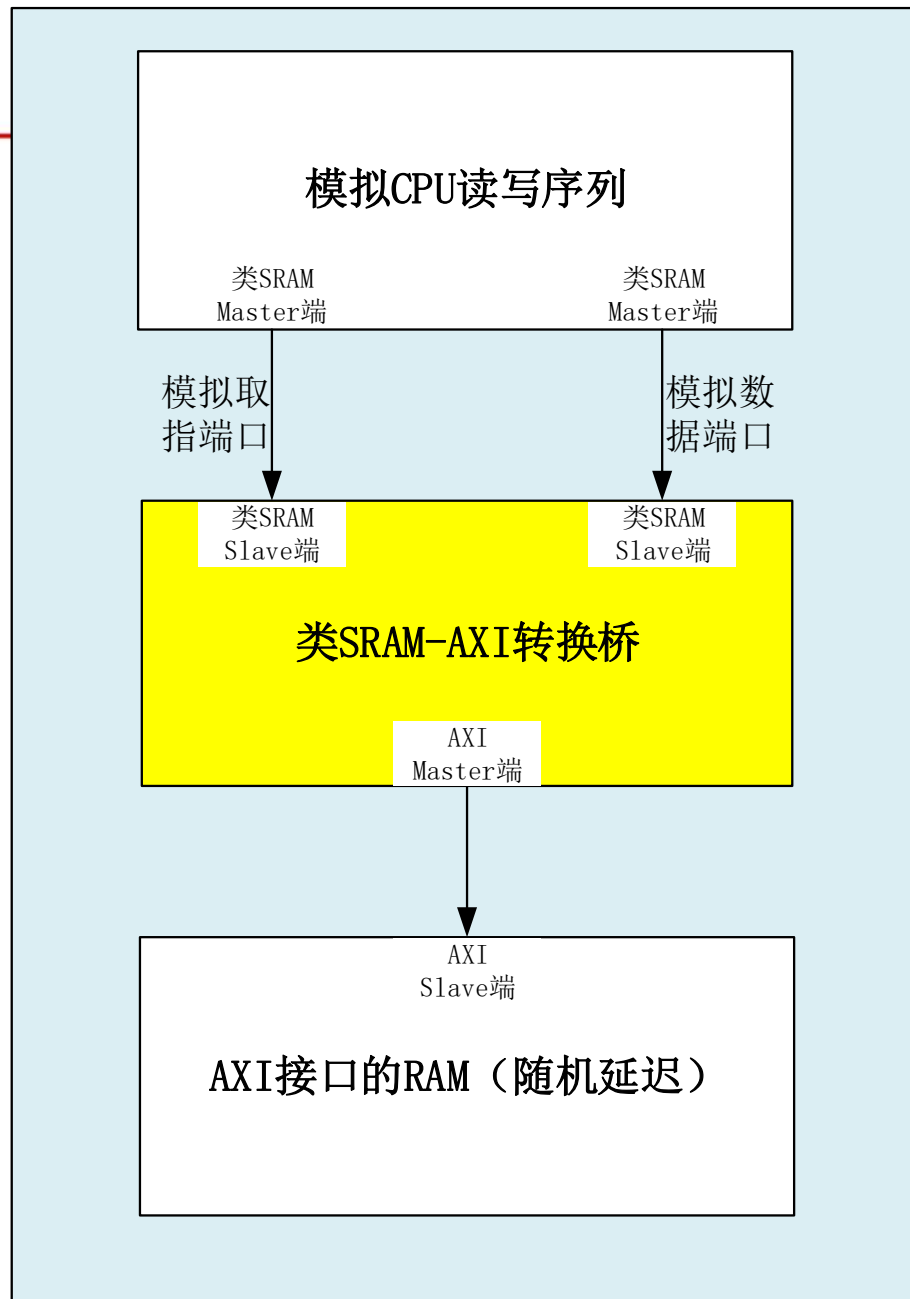 模拟CPU读写序列
类SRAM
Master端
类SRAM
Master端
模拟取
指端口
模拟数
据端口
类SRAM
Slave端
类SRAM
Slave端
类SRAM-AXI转换桥
AXI
Master端
AXI
Slave端
AXI接口的RAM（随机延迟）